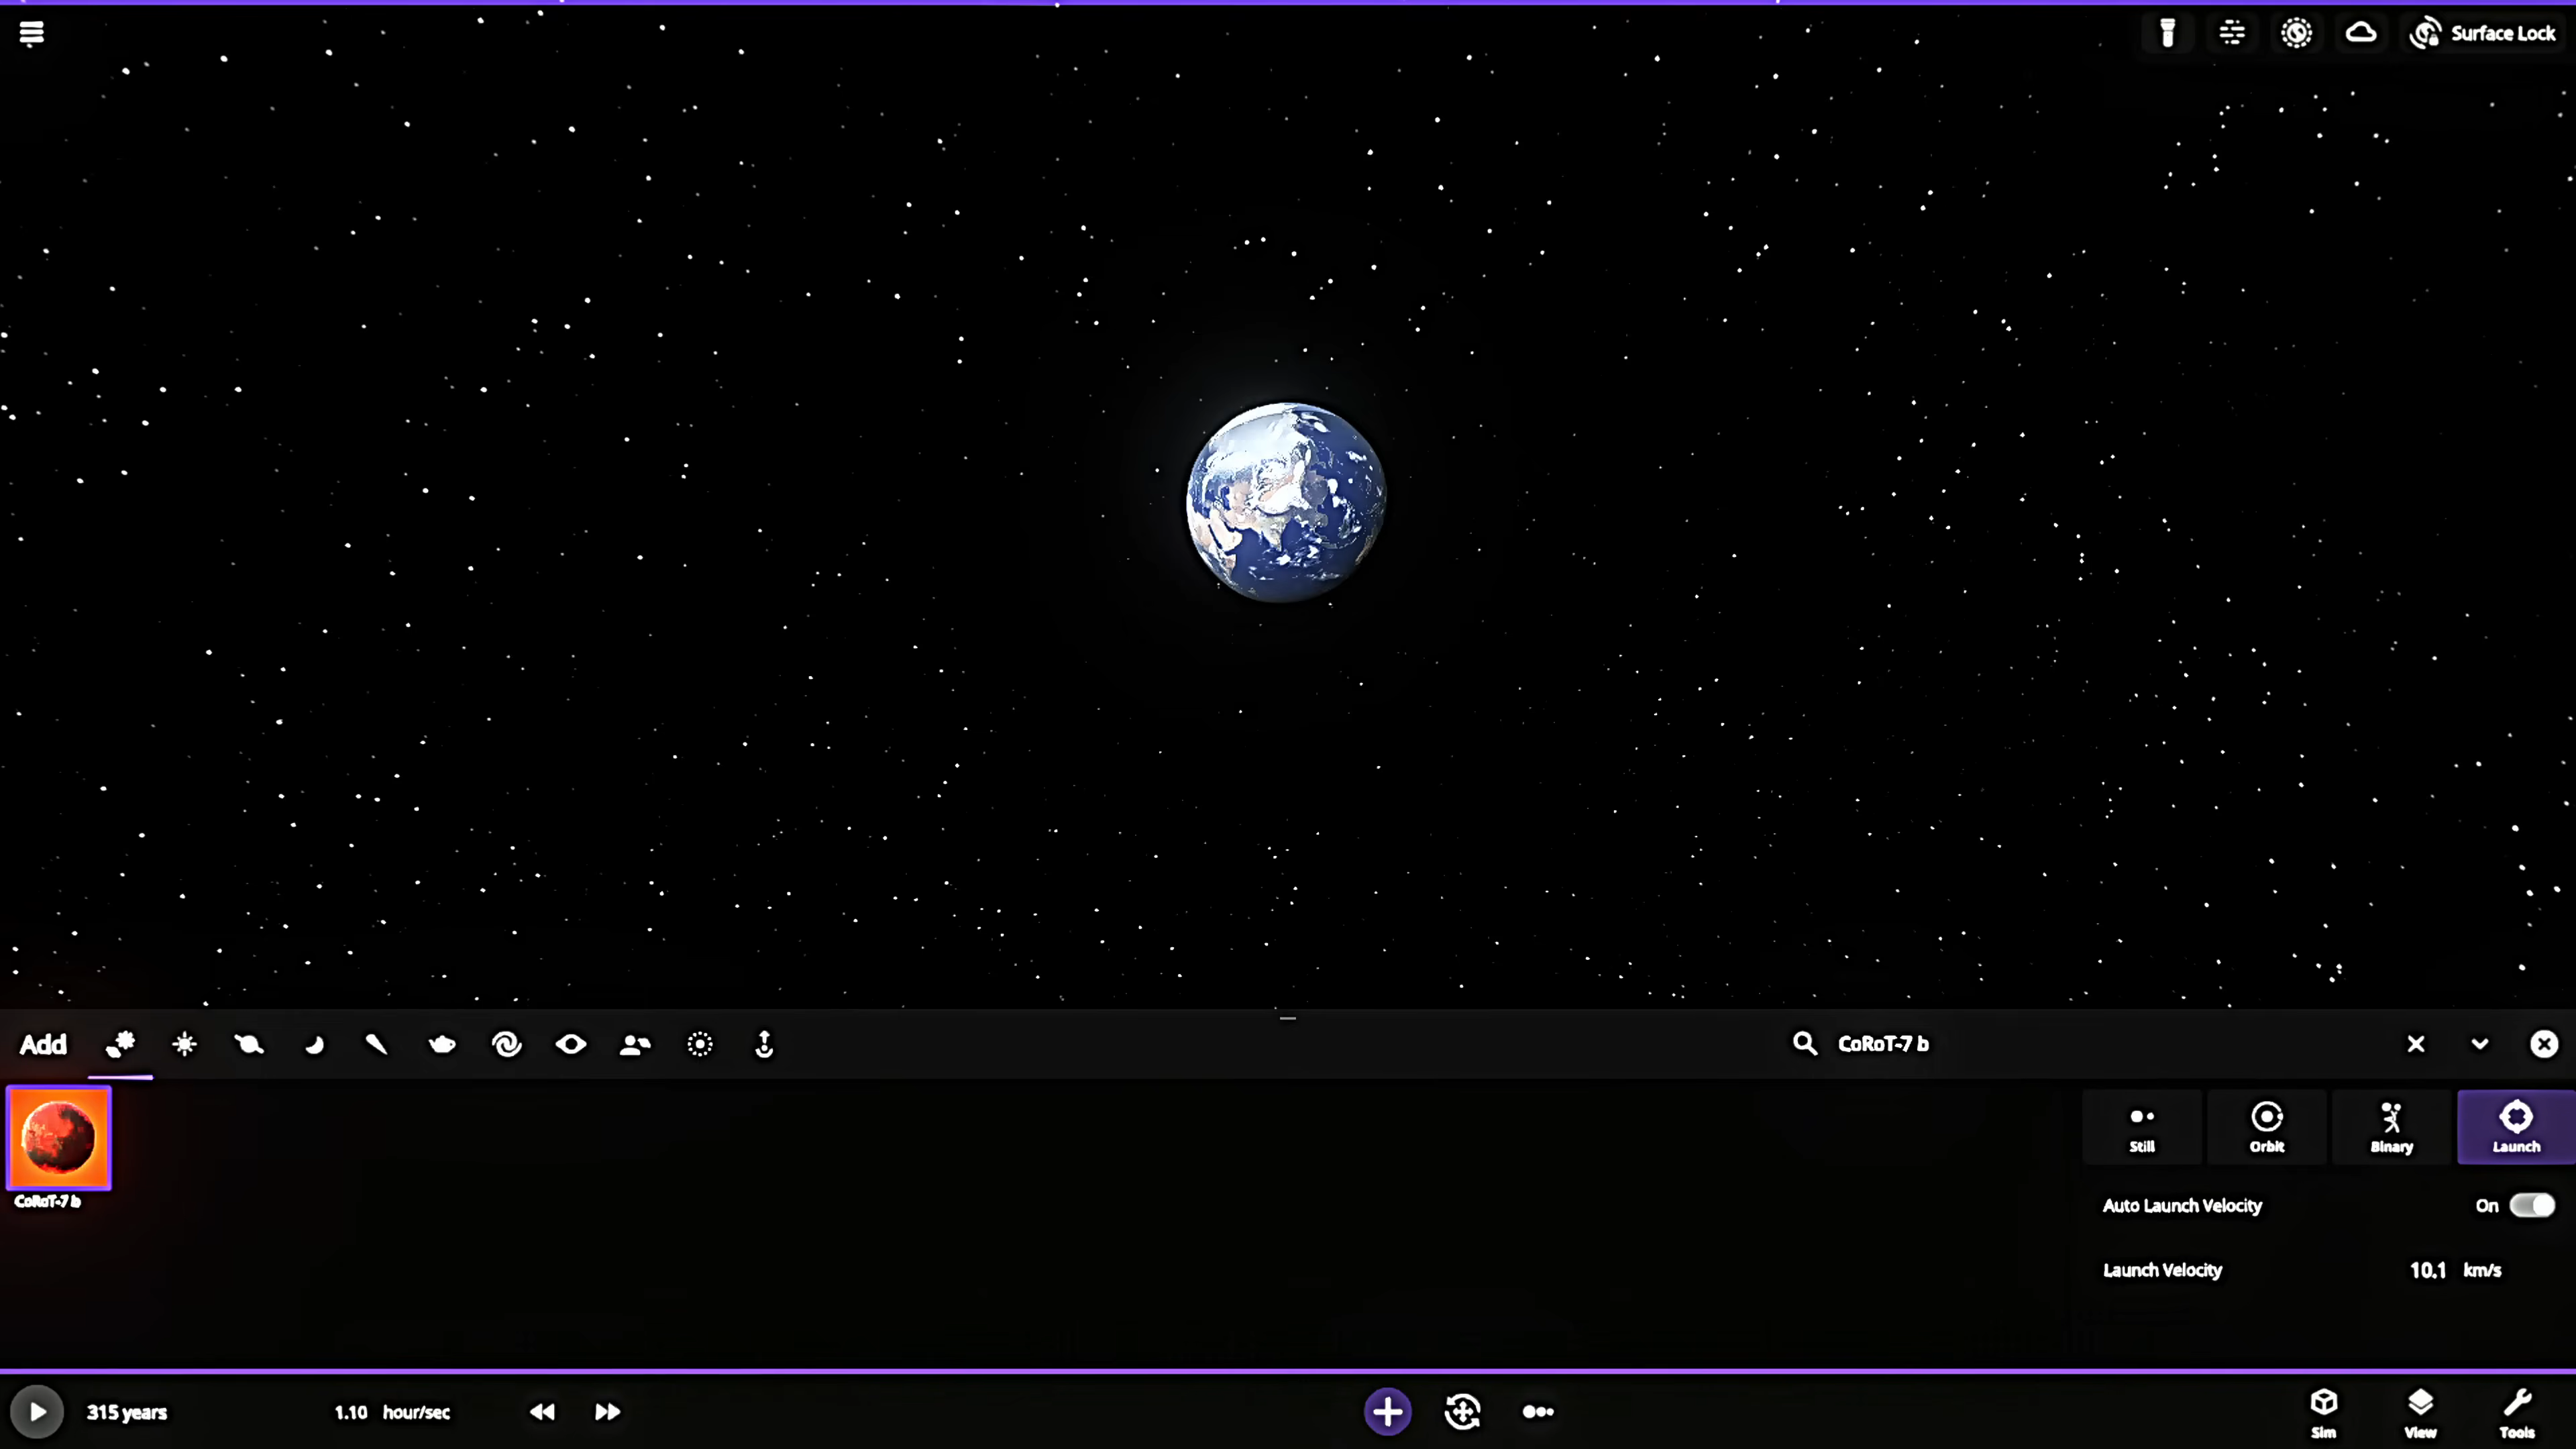 Surface Lock
Add
CoRoT-7 b
CoRoT-7 b
Still
Orbit
Binary
Launch
Auto Launch Velocity
On
Launch Velocity
10.1 km/s
315 years
1.10 hour/sec
Sim
View
Tools